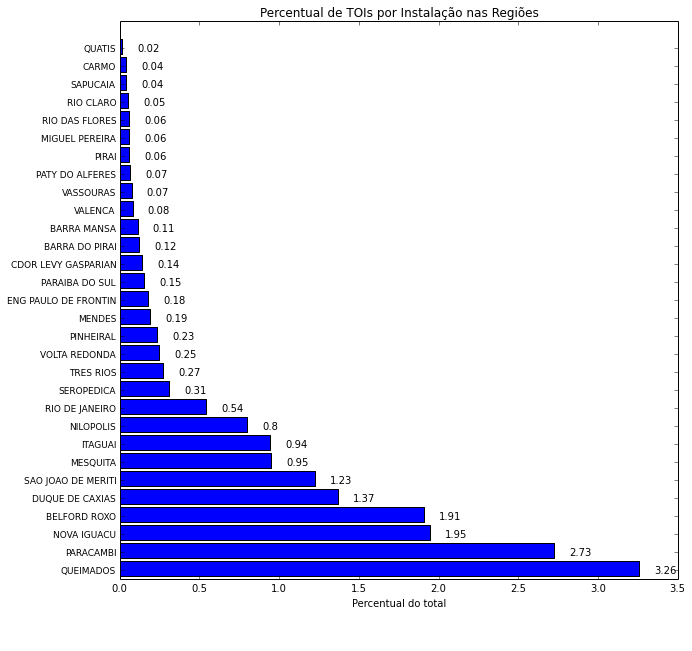 Percentual de TOIs por Instalação nas Regiões
QUATIS 0.02
CARMO 0.04
SAPUCAIA 0.04
RIO CLARO 0.05
RIO DAS FLORES 0.06
MIGUEL PEREIRA 0.06
PIRAI 0.06
PATY DO ALFERES 0.07
VASSOURAS 0.07
VALENCA 0.08
BARRA MANSA 0.11
BARRA DO PIRAI 0.12
CDOR LEVY GASPARIAN 0.14
PARAIBA DO SUL 0.15
ENG PAULO DE FRONTIN 0.18
MENDES 0.19
PINHEIRAL 0.23
VOLTA REDONDA 0.25
TRES RIOS 0.27
SEROPEDICA 0.31
RIO DE JANEIRO 0.54
NILOPOLIS 0.8
ITAGUAI 0.94
MESQUITA 0.95
SAO JOAO DE MERITI 1.23
DUQUE DE CAXIAS 1.37
BELFORD ROXO 1.91
NOVA IGUACU 1.95
PARACAMBI 2.73
QUEIMADOS 3.26
0.0 0.5 1.0 1.5 2.0 2.5 3.0 3.5
Percentual do total